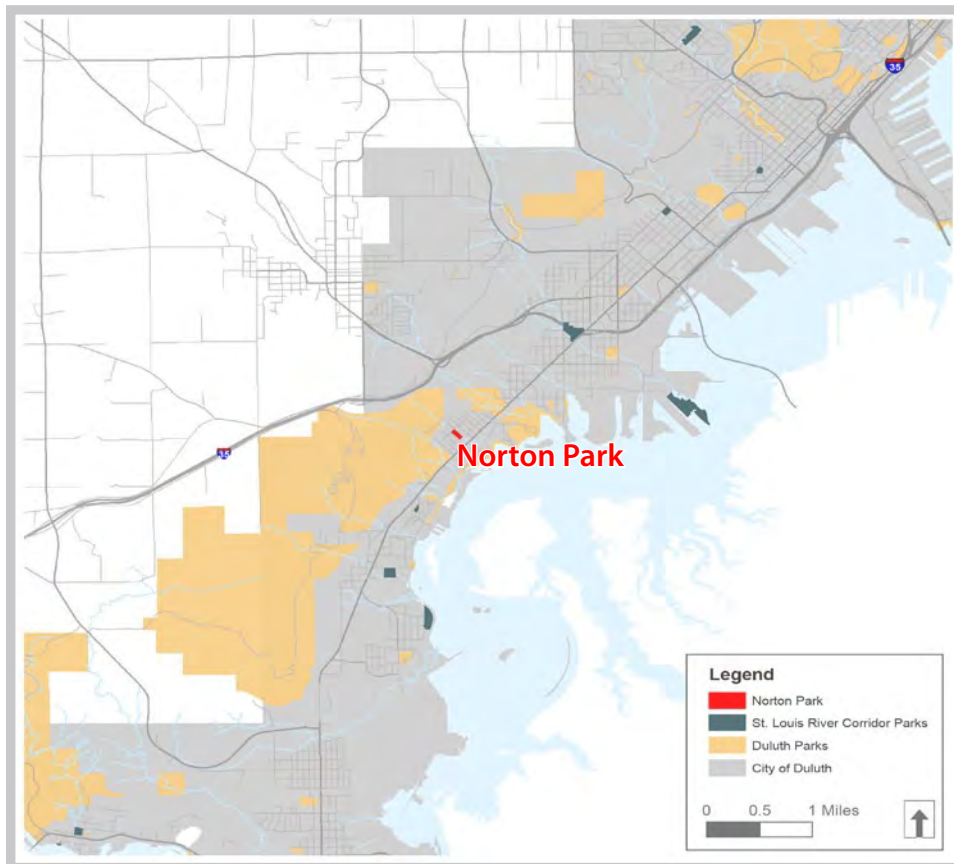 35
35
Norton Park
Legend
Norton Park
St. Louis River Corridor Parks
Duluth Parks
City of Duluth
0 0.5 1 Miles